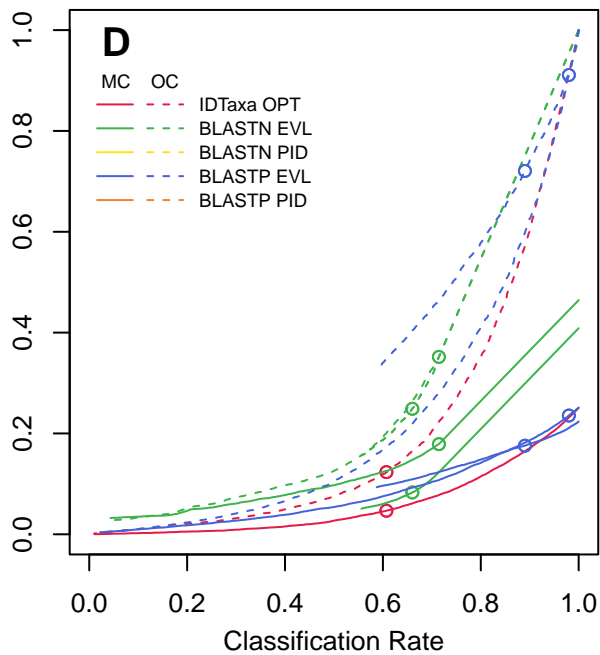 D
MC OC
IDTaxa OPT
BLASTN EVL
BLASTN PID
BLASTP EVL
BLASTP PID
1.0
0.8
0.6
0.4
0.2
0.0
0.0 0.2 0.4 0.6 0.8 1.0
Classification Rate